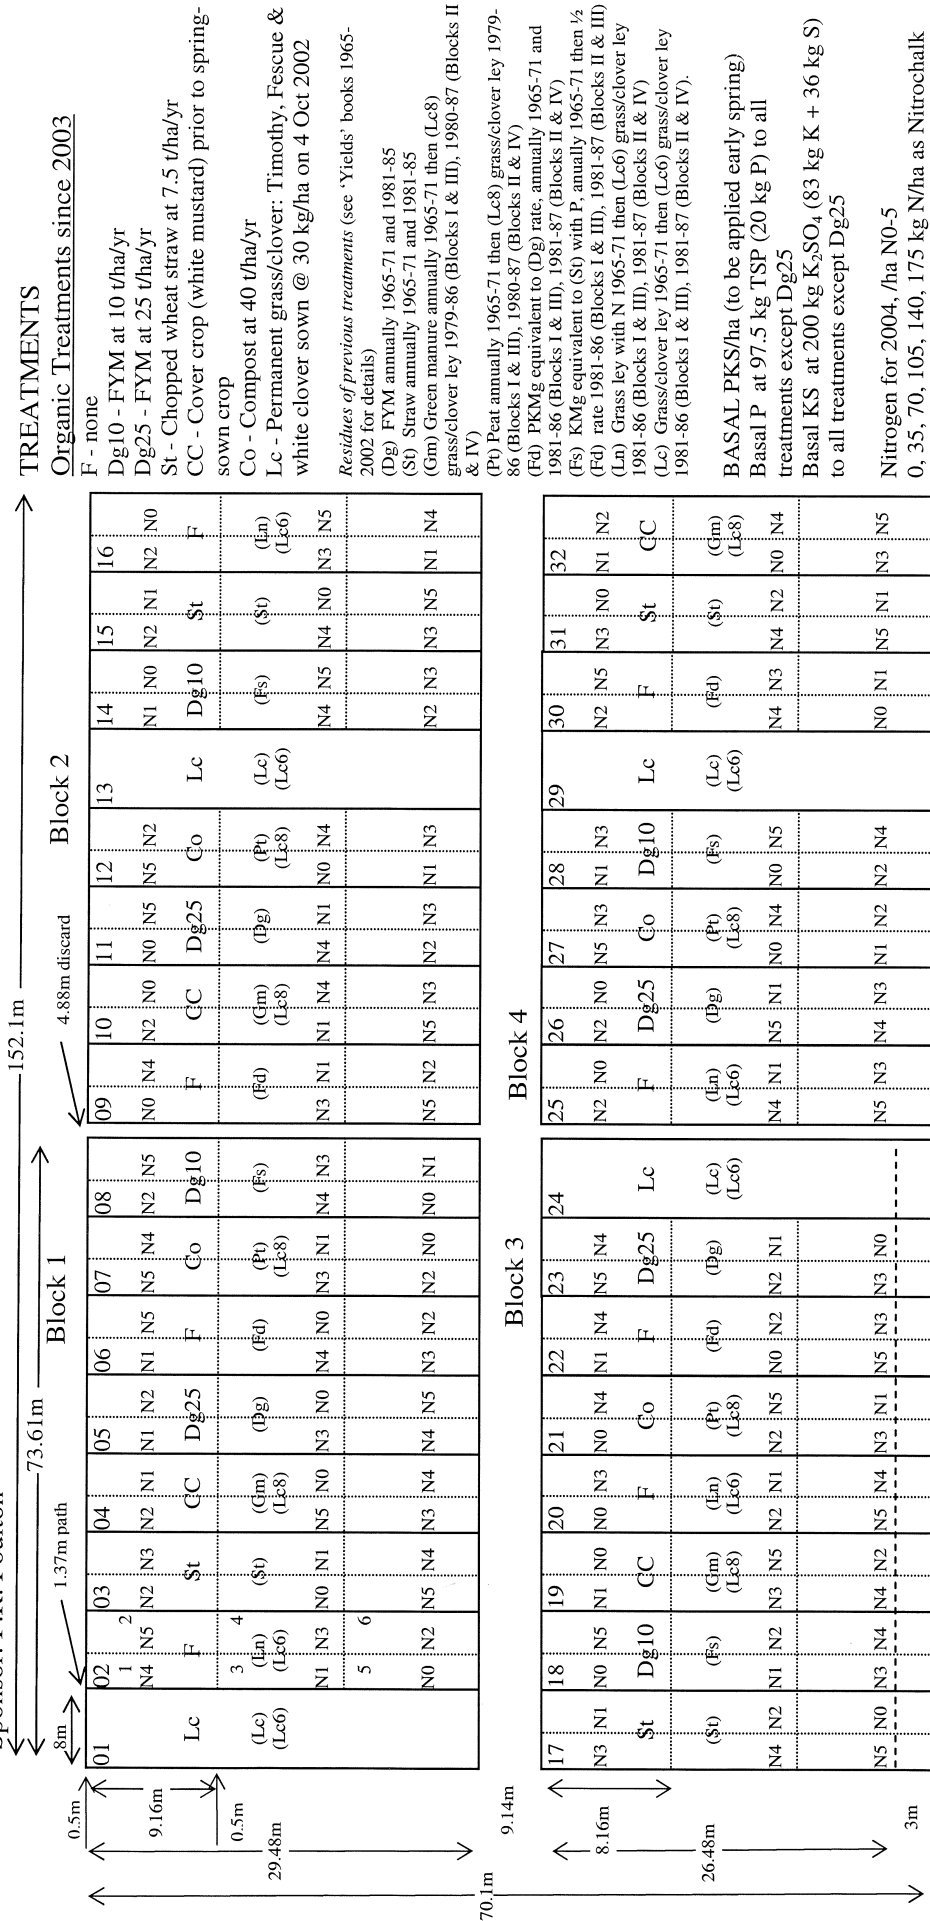 Sponsor: P.R. Poulton
152.1m
73.61m
8m
1.37m path
Block 1
4.88m discard
Block 2
0.5m
01 02 03 04 05 06 07 08 09 10 11 12 13 14 15 16
1 2
N4 N5 N2 N3 N2 N1 N1 N2 N1 N5 N5 N4 N2 N5 N0 N4 N2 N0 N0 N5 N5 N2 N1 N0 N2 N1 N2 N0
9.16m
Lc F St CC Dg25 F Co Dg10 F CC Dg25 Co Lc Dg10 St F
0.5m
3 4
(Lc) (Ln) (St) (Gm) (Dg) (Fd) (Pt) (Fs) (Fd) (Gm) (Dg) (Pt) (Lc) (Fs) (St) (Ln)
(Lc6) (Lc6) (Lc8) (Lc8) (Lc8) (Lc8) (Lc6) (Lc6)
N1 N3 N0 N1 N5 N0 N3 N0 N4 N0 N3 N1 N4 N3 N3 N1 N1 N4 N4 N1 N0 N4 N4 N5 N4 N0 N3 N5
29.48m
5 6
N0 N2 N5 N4 N3 N4 N4 N5 N3 N2 N2 N0 N0 N1 N5 N2 N5 N3 N2 N3 N1 N3 N2 N3 N3 N5 N1 N4
70.1m
9.14m
Block 3
Block 4
17 18 19 20 21 22 23 24 25 26 27 28 29 30 31 32
N3 N1 N0 N5 N1 N0 N0 N3 N0 N4 N1 N4 N5 N4 N2 N0 N2 N0 N5 N3 N1 N3 N2 N5 N3 N0 N1 N2
8.16m
St Dg10 CC F Co F Dg25 Lc F Dg25 Co Dg10 Lc F St CC
(St) (Fs) (Gm) (Ln) (Pt) (Fd) (Dg) (Lc) (Ln) (Dg) (Pt) (Fs) (Lc) (Fd) (St) (Gm)
(Lc8) (Lc6) (Lc8) (Lc6) (Lc6) (Lc8) (Lc6) (Lc8)
26.48m
N4 N2 N1 N2 N3 N5 N2 N1 N2 N5 N0 N2 N2 N1 N4 N1 N5 N1 N0 N4 N0 N5 N4 N3 N4 N2 N0 N4
N5 N0 N3 N4 N4 N2 N5 N4 N3 N1 N5 N3 N3 N0 N5 N3 N4 N3 N1 N2 N2 N4 N0 N1 N5 N1 N3 N5
3m
TREATMENTS
Organic Treatments since 2003
F - none
Dg10 - FYM at 10 t/ha/yr
Dg25 - FYM at 25 t/ha/yr
St - Chopped wheat straw at 7.5 t/ha/yr
CC - Cover crop (white mustard) prior to spring-
sown crop
Co - Compost at 40 t/ha/yr
Lc - Permanent grass/clover: Timothy, Fescue &
white clover sown @ 30 kg/ha on 4 Oct 2002
Residues of previous treatments (see ‘Yields’ books 1965-
2002 for details)
(Dg) FYM annually 1965-71 and 1981-85
(St) Straw annually 1965-71 and 1981-85
(Gm) Green manure annually 1965-71 then (Lc8)
grass/clover ley 1979-86 (Blocks I & III), 1980-87 (Blocks II
& IV)
(Pt) Peat annually 1965-71 then (Lc8) grass/clover ley 1979-
86 (Blocks I & III), 1980-87 (Blocks II & IV)
(Fd) PKMg equivalent to (Dg) rate, annually 1965-71 and
1981-86 (Blocks I & III), 1981-87 (Blocks II & IV)
(Fs) KMg equivalent to (St) with P, anually 1965-71 then ½
(Fd) rate 1981-86 (Blocks I & III), 1981-87 (Blocks II & III)
(Ln) Grass ley with N 1965-71 then (Lc6) grass/clover ley
1981-86 (Blocks I & III), 1981-87 (Blocks II & IV)
(Lc) Grass/clover ley 1965-71 then (Lc6) grass/clover ley
1981-86 (Blocks I & III), 1981-87 (Blocks II & IV).
BASAL PKS/ha (to be applied early spring)
Basal P at 97.5 kg TSP (20 kg P) to all
treatments except Dg25
Basal KS at 200 kg K₂SO₄ (83 kg K + 36 kg S)
to all treatments except Dg25
Nitrogen for 2004, /ha N0-5
0, 35, 70, 105, 140, 175 kg N/ha as Nitrochalk